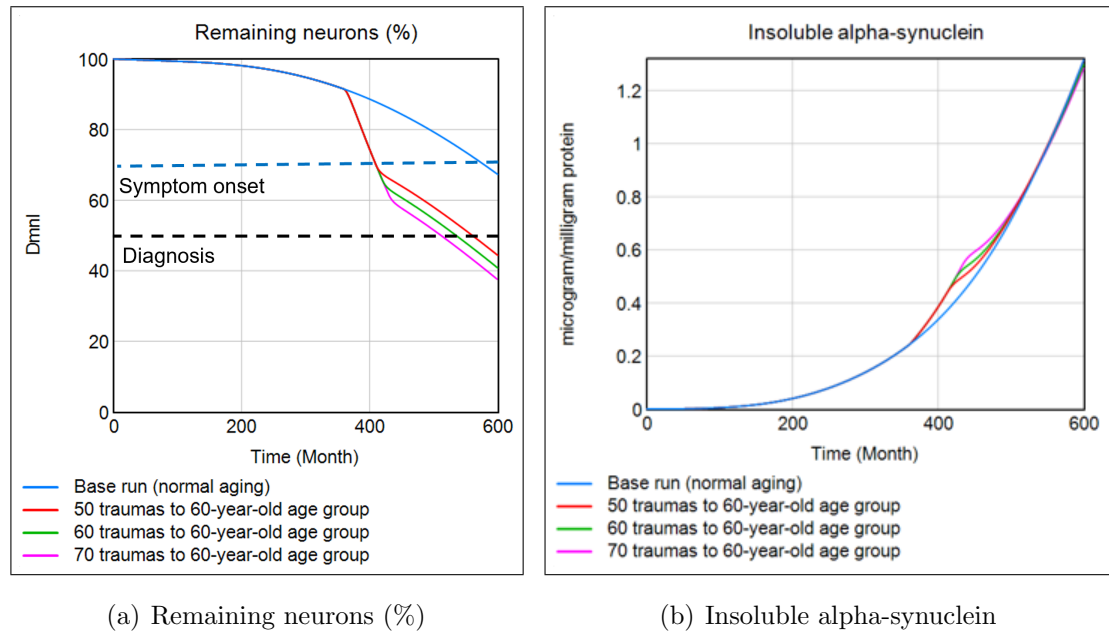 Remaining neurons (%)
100
80
60
40
20
0
Dmnl
Symptom onset
Diagnosis
0 200 400 600
Time (Month)
Base run (normal aging)
50 traumas to 60-year-old age group
60 traumas to 60-year-old age group
70 traumas to 60-year-old age group
(a) Remaining neurons (%)
Insoluble alpha-synuclein
1.2
1
0.8
0.6
0.4
0.2
0
microgram/milligram protein
0 200 400 600
Time (Month)
Base run (normal aging)
50 traumas to 60-year-old age group
60 traumas to 60-year-old age group
70 traumas to 60-year-old age group
(b) Insoluble alpha-synuclein